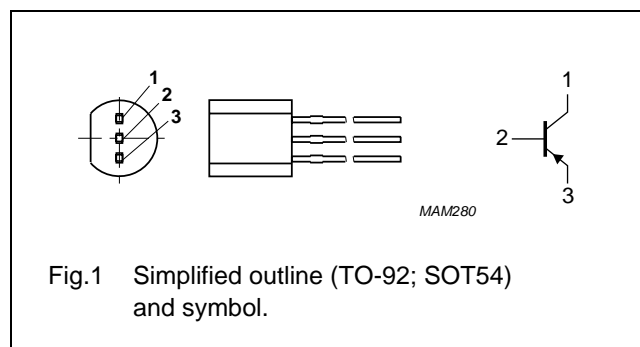 1
2
3
1
2
3
MAM280
Fig.1 Simplified outline (TO-92; SOT54)
and symbol.